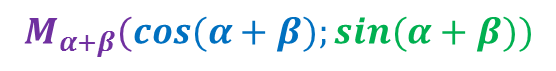 M_{α+β}(cos(α + β); sin(α + β))